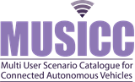 MUSICC
Multi User Scenario Catalogue for
Connected Autonomous Vehicles